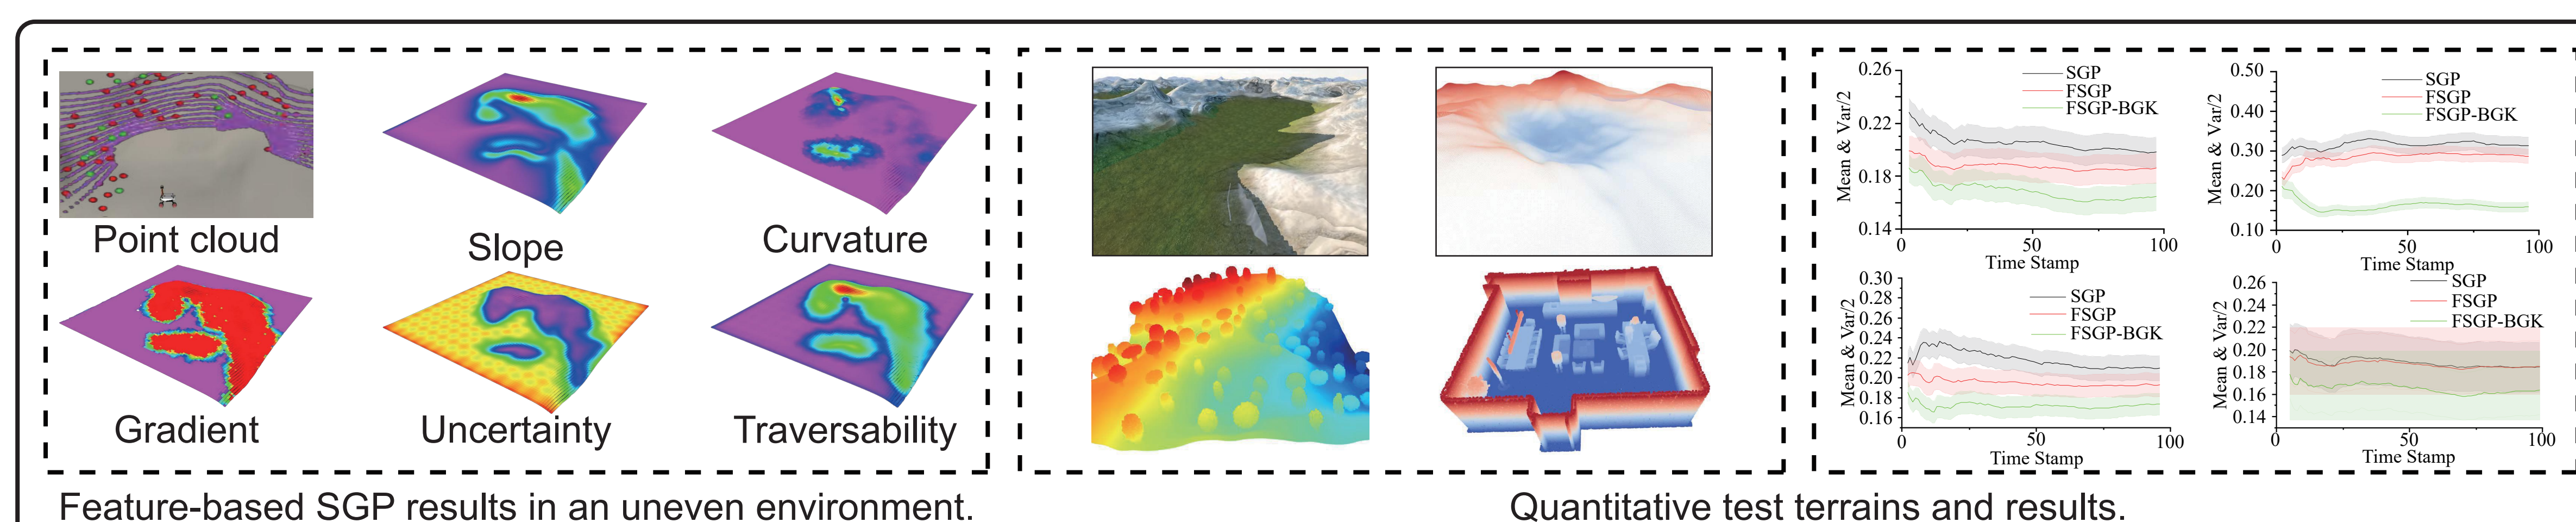 Point cloud
Slope
Curvature
Gradient
Uncertainty
Traversability
Feature-based SGP results in an uneven environment.
0.26
0.22
0.18
0.14
Mean & Var/2
SGP
FSGP
FSGP-BGK
0
50
100
Time Stamp
0.50
0.40
0.30
0.20
0.10
Mean & Var/2
SGP
FSGP
FSGP-BGK
0
50
100
Time Stamp
0.30
0.28
0.26
0.24
0.22
0.20
0.18
0.16
Mean & Var/2
SGP
FSGP
FSGP-BGK
0
50
100
Time Stamp
0.26
0.24
0.22
0.20
0.18
0.16
0.14
Mean & Var/2
SGP
FSGP
FSGP-BGK
0
50
100
Time Stamp
Quantitative test terrains and results.